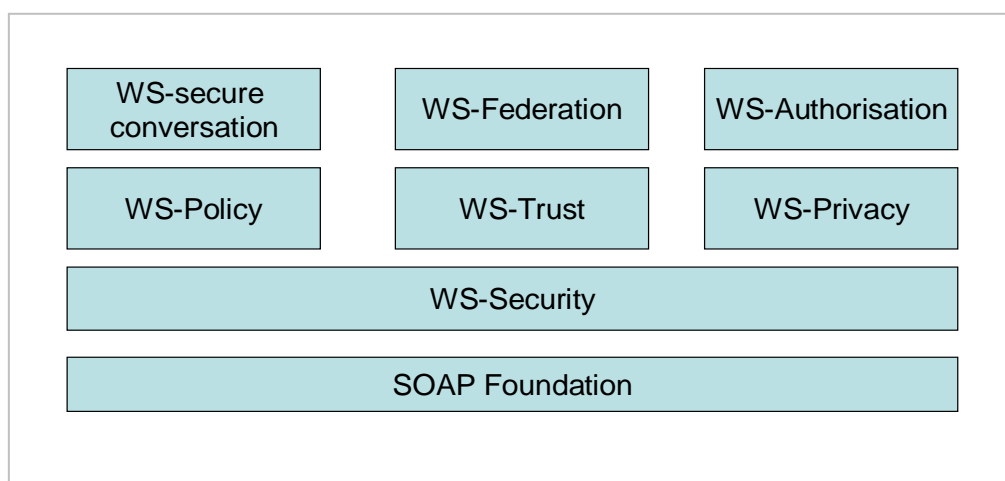 WS-secure
conversation
WS-Federation
WS-Authorisation
WS-Policy
WS-Trust
WS-Privacy
WS-Security
SOAP Foundation